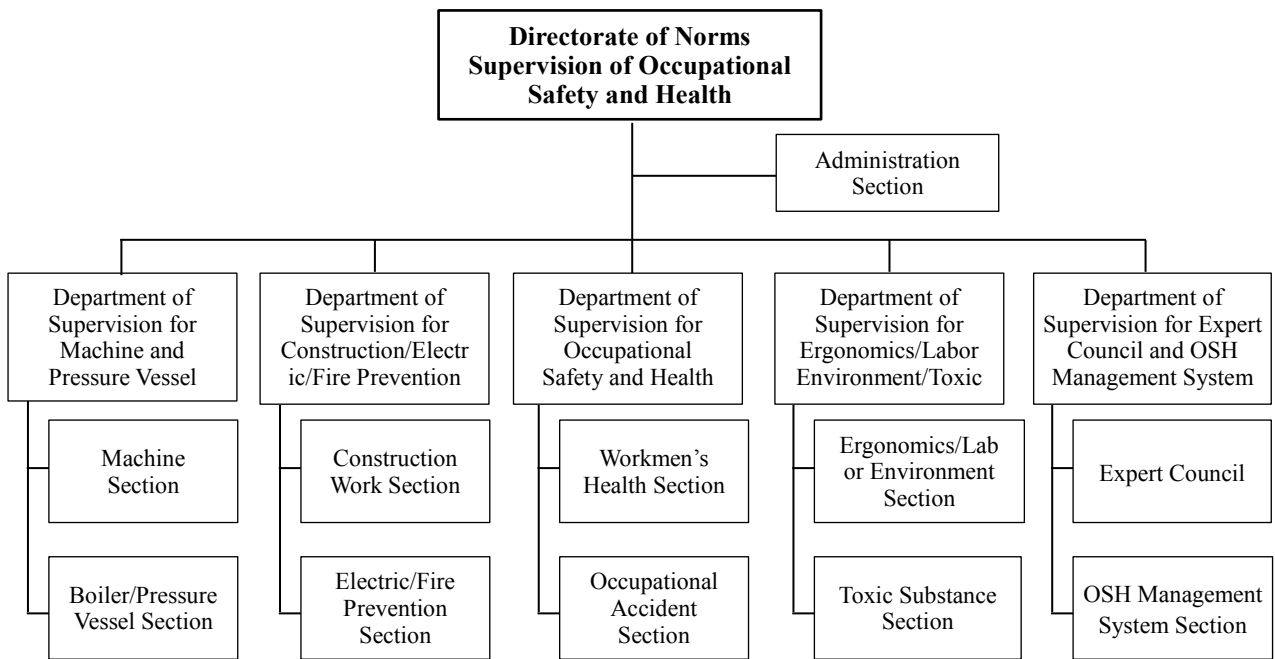 Directorate of Norms
Supervision of Occupational
Safety and Health
Administration
Section
Department of
Supervision for
Machine and
Pressure Vessel
Department of
Supervision for
Construction/Electr
ic/Fire Prevention
Department of
Supervision for
Occupational
Safety and Health
Department of
Supervision for
Ergonomics/Labor
Environment/Toxic
Department of
Supervision for Expert
Council and OSH
Management System
Machine
Section
Construction
Work Section
Workmen’s
Health Section
Ergonomics/Lab
or Environment
Section
Expert Council
Boiler/Pressure
Vessel Section
Electric/Fire
Prevention
Section
Occupational
Accident
Section
Toxic Substance
Section
OSH Management
System Section